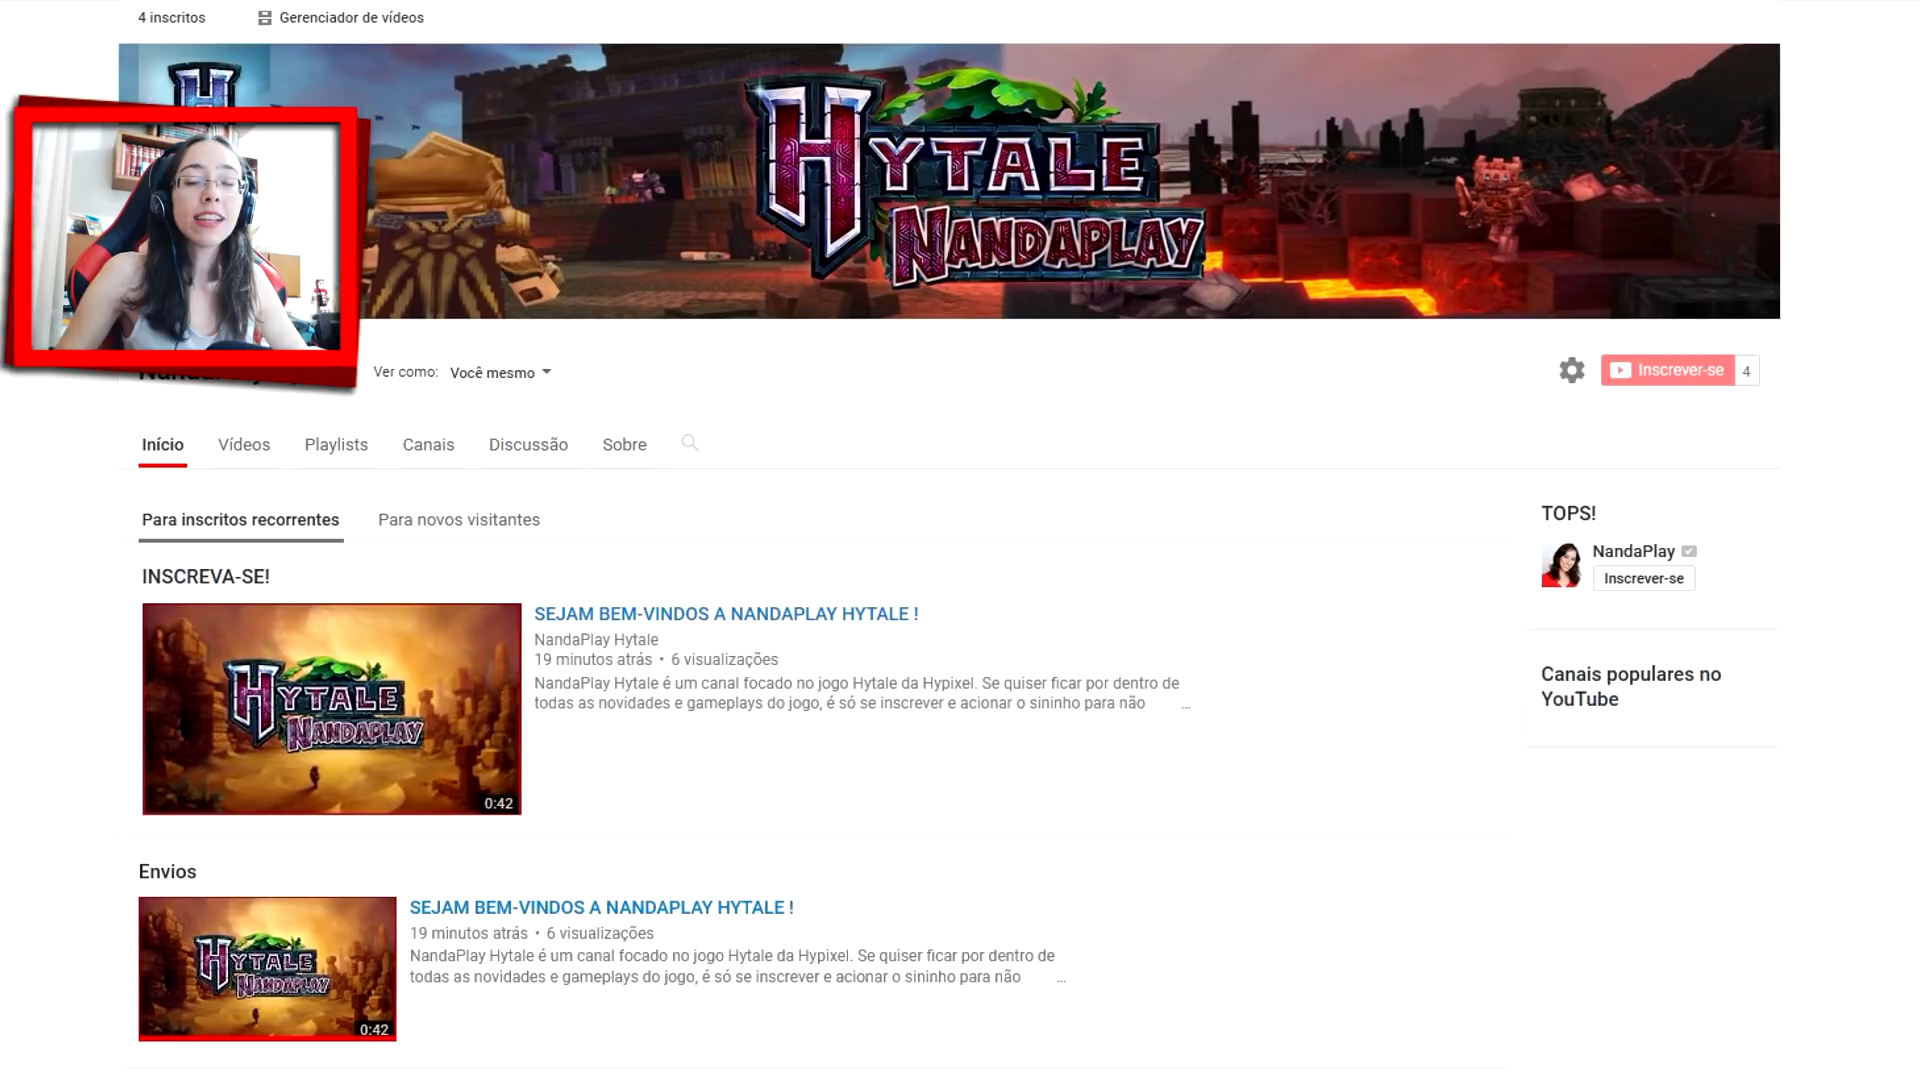 4 inscritos
Gerenciador de vídeos
H
HYTALE
NANDAPLAY
Ver como: Você mesmo
Inscrever-se 4
Início Vídeos Playlists Canais Discussão Sobre
Para inscritos recorrentes Para novos visitantes
INSCREVA-SE!
HYTALE
NANDAPLAY
0:42
SEJAM BEM-VINDOS A NANDAPLAY HYTALE !
NandaPlay Hytale
19 minutos atrás • 6 visualizações
NandaPlay Hytale é um canal focado no jogo Hytale da Hypixel. Se quiser ficar por dentro de
todas as novidades e gameplays do jogo, é só se inscrever e acionar o sininho para não ...
Envios
HYTALE
NANDAPLAY
0:42
SEJAM BEM-VINDOS A NANDAPLAY HYTALE !
19 minutos atrás • 6 visualizações
NandaPlay Hytale é um canal focado no jogo Hytale da Hypixel. Se quiser ficar por dentro de
todas as novidades e gameplays do jogo, é só se inscrever e acionar o sininho para não ...
TOPS!
NandaPlay
Inscrever-se
Canais populares no
YouTube